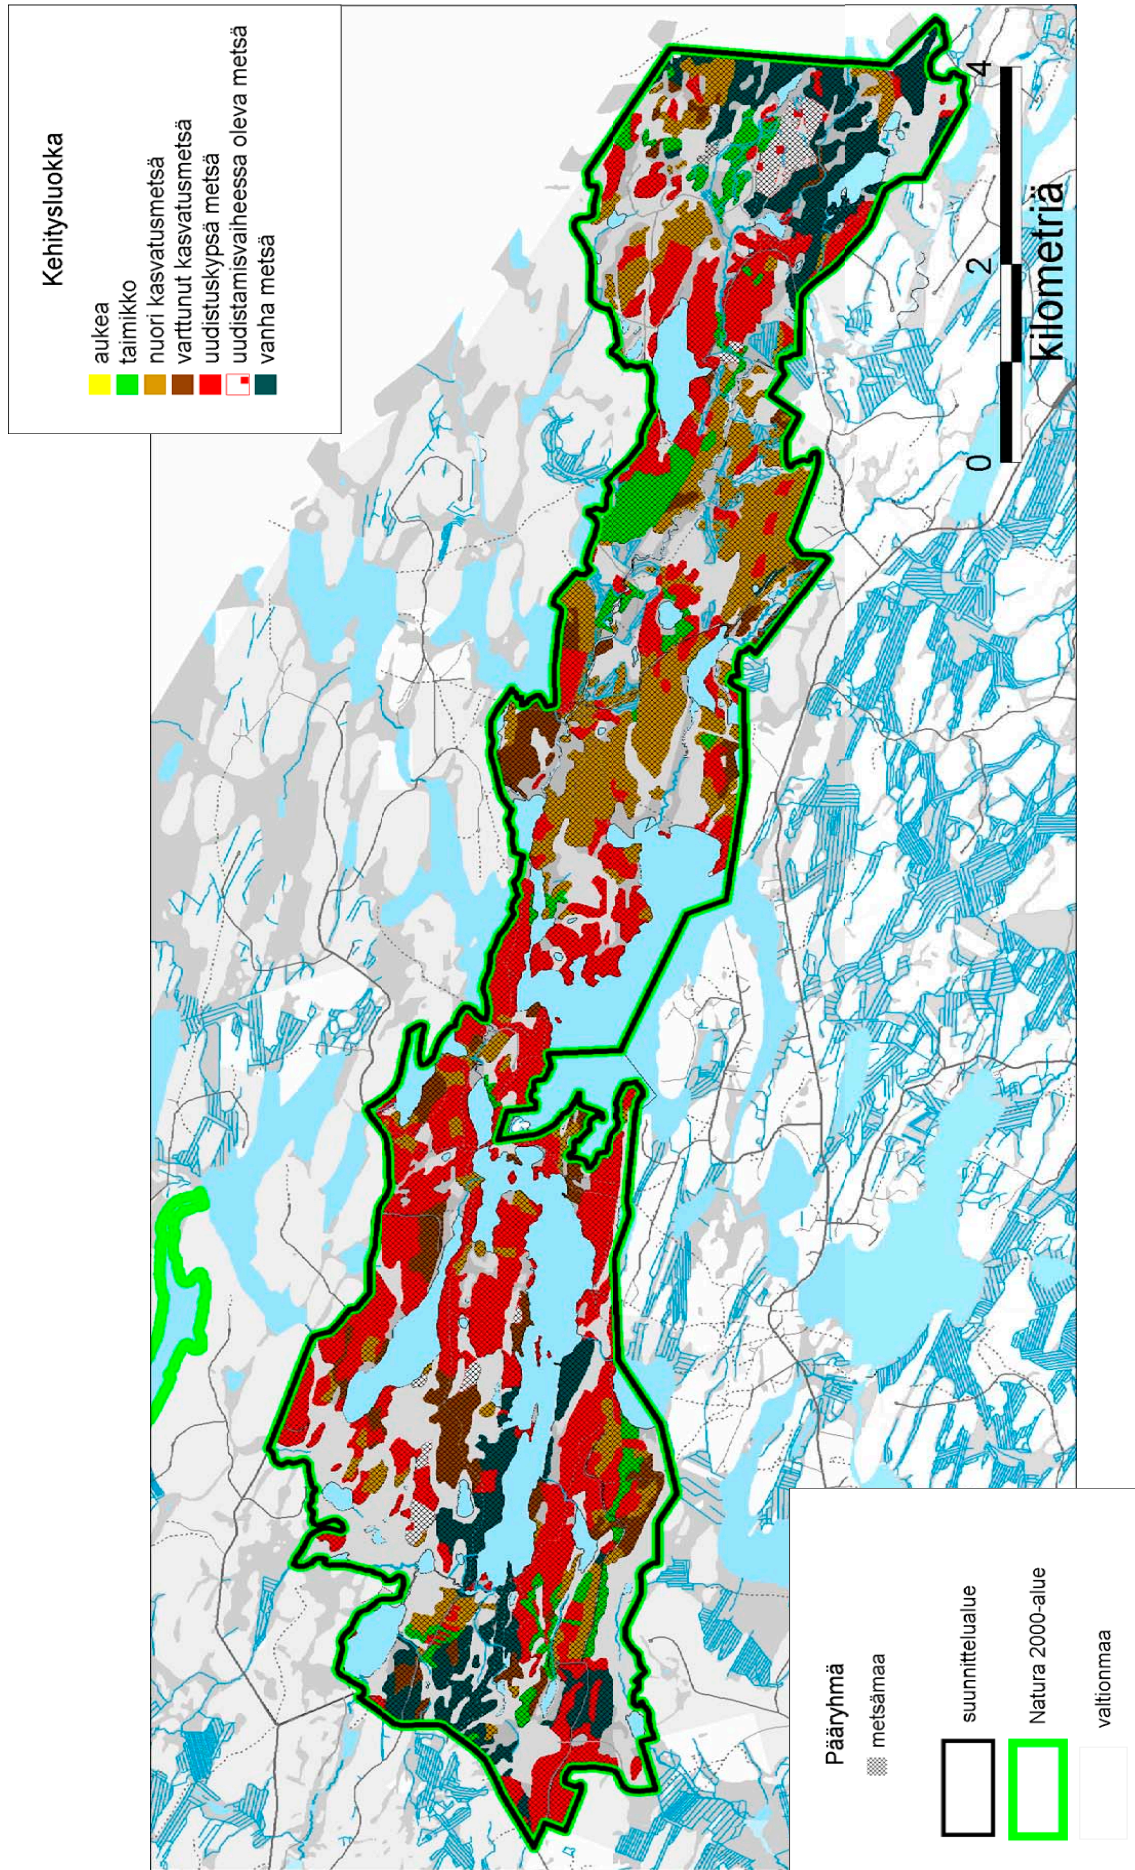 Kehitysluokka
aukea
taimikko
nuori kasvatusmetsä
varttunut kasvatusmetsä
uudistuskypsä metsä
uudistamisvaiheessa oleva metsä
vanha metsä
0 2 4
kilometriä
Pääryhmä
metsämaa
suunnittelualue
Natura 2000-alue
valtionmaa